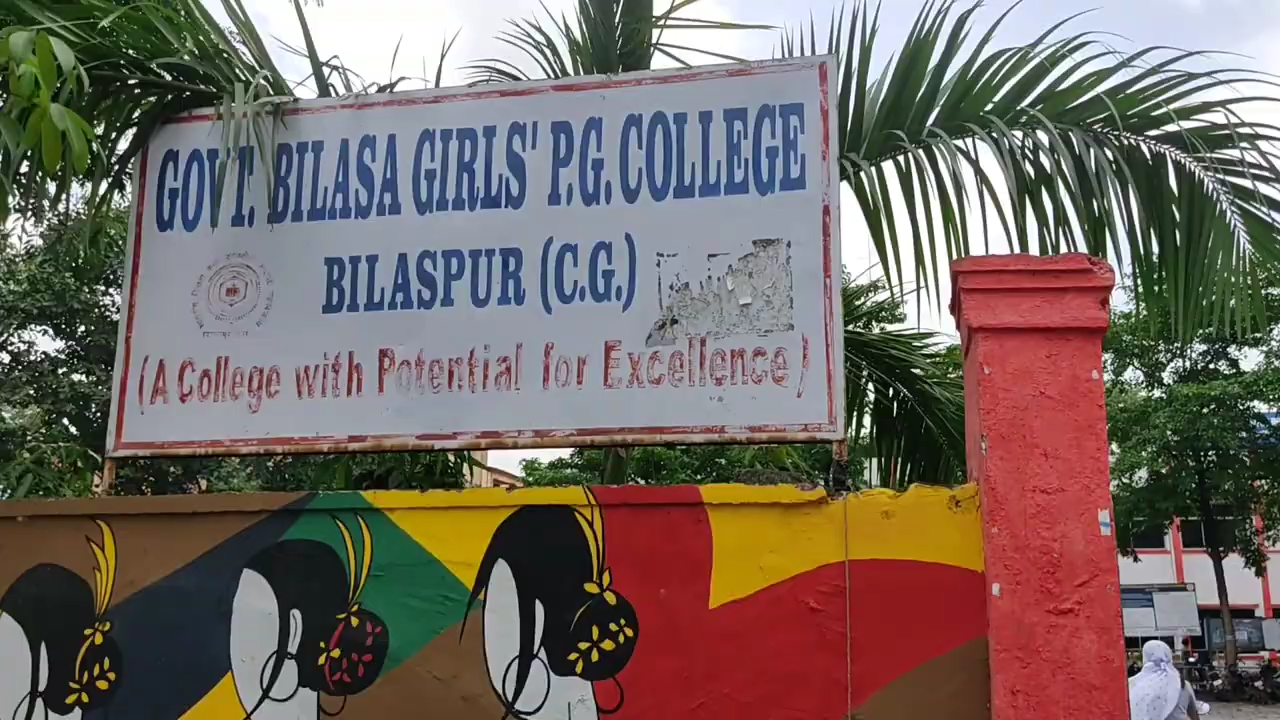 GOVT. BILASA GIRLS' P.G. COLLEGE
BILASPUR (C.G.)
(A College with Potential for Excellence)